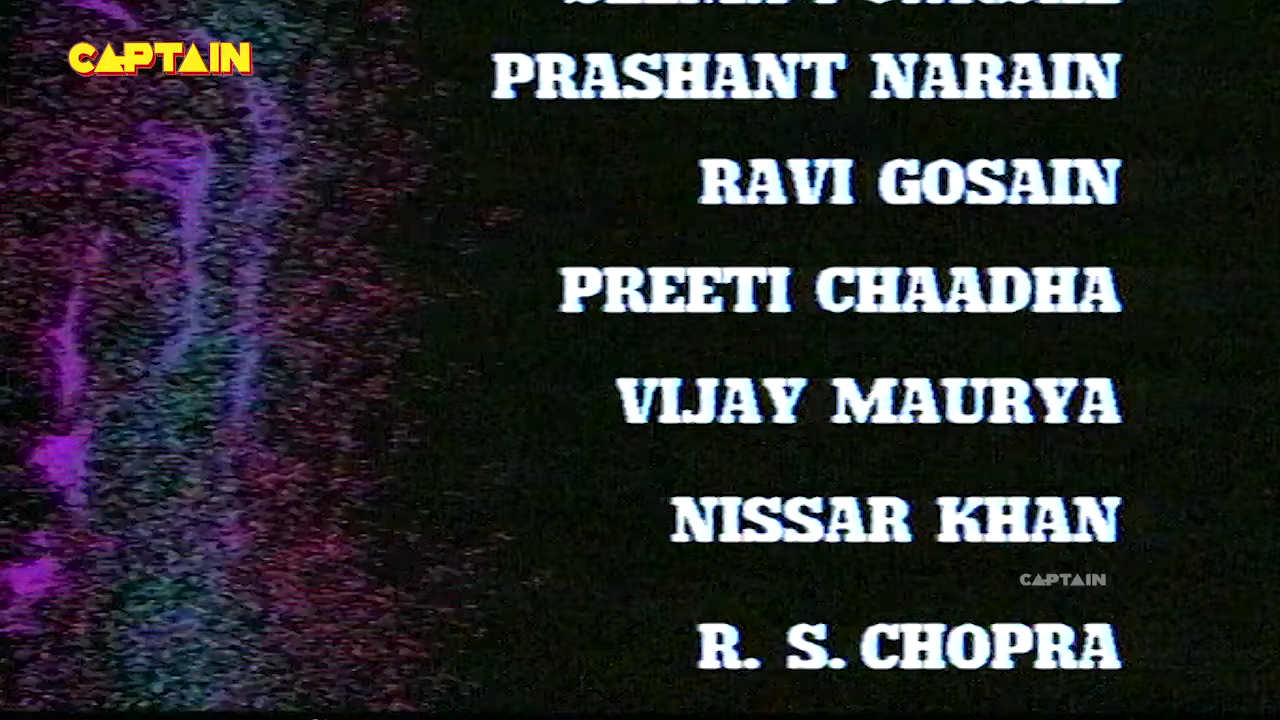 CAPTAIN
PRASHANT NARAIN
RAVI GOSAIN
PREETI CHAADHA
VIJAY MAURYA
NISSAR KHAN
CAPTAIN
R. S. CHOPRA